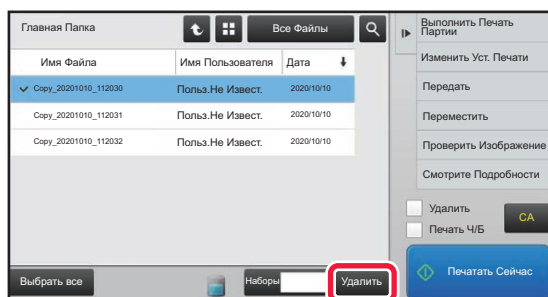 Главная Папка
Все Файлы
Имя Файла Имя Пользователя Дата
Copy_20201010_112030 Польз.Не Извест. 2020/10/10
Copy_20201010_112031 Польз.Не Извест. 2020/10/10
Copy_20201010_112032 Польз.Не Извест. 2020/10/10
Выбрать все
Наборы
Удалить
Выполнить Печать
Партии
Изменить Уст. Печати
Передать
Переместить
Проверить Изображение
Смотрите Подробности
Удалить
Печать Ч/Б
CA
Печатать Сейчас